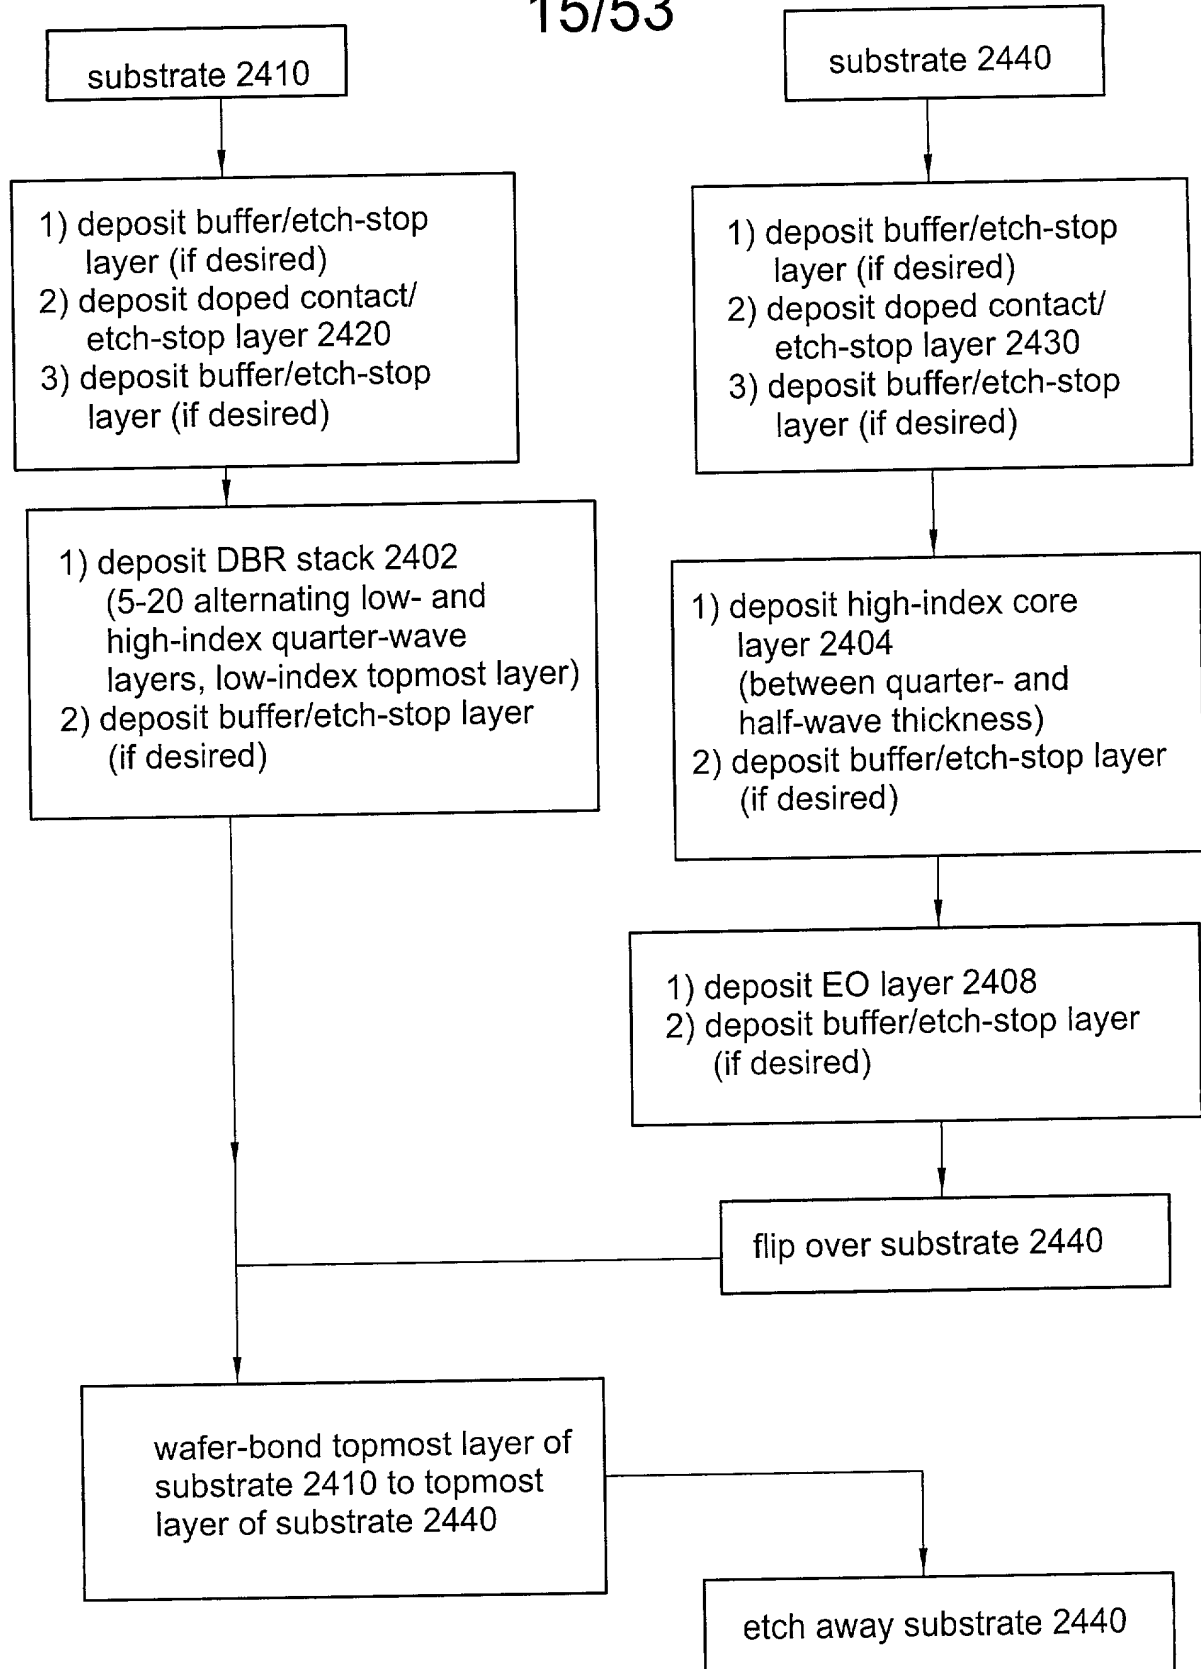 15/53
substrate 2410
1) deposit buffer/etch-stop
layer (if desired)
2) deposit doped contact/
etch-stop layer 2420
3) deposit buffer/etch-stop
layer (if desired)
1) deposit DBR stack 2402
(5-20 alternating low- and
high-index quarter-wave
layers, low-index topmost layer)
2) deposit buffer/etch-stop layer
(if desired)
substrate 2440
1) deposit buffer/etch-stop
layer (if desired)
2) deposit doped contact/
etch-stop layer 2430
3) deposit buffer/etch-stop
layer (if desired)
1) deposit high-index core
layer 2404
(between quarter- and
half-wave thickness)
2) deposit buffer/etch-stop layer
(if desired)
1) deposit EO layer 2408
2) deposit buffer/etch-stop layer
(if desired)
flip over substrate 2440
wafer-bond topmost layer of
substrate 2410 to topmost
layer of substrate 2440
etch away substrate 2440